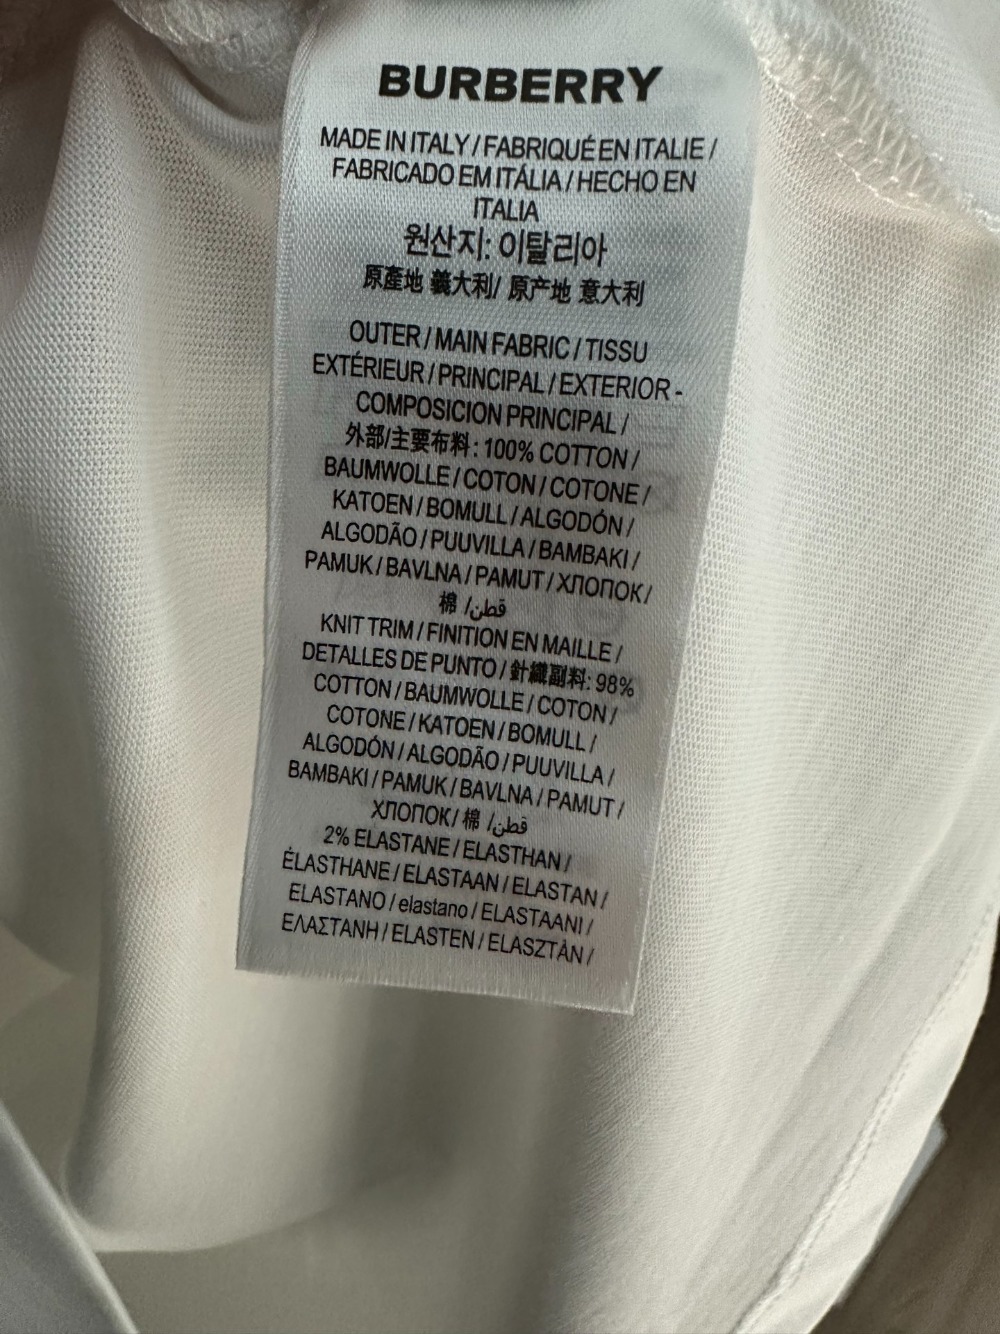 BURBERRY
MADE IN ITALY / FABRIQUÉ EN ITALIE /
FABRICADO EM ITÁLIA / HECHO EN
ITALIA
원산지: 이탈리아
原產地 義大利/ 原产地 意大利
OUTER / MAIN FABRIC / TISSU
EXTÉRIEUR / PRINCIPAL / EXTERIOR -
COMPOSICION PRINCIPAL /
外部/主要布料: 100% COTTON /
BAUMWOLLE / COTON / COTONE /
KATOEN / BOMULL / ALGODÓN /
ALGODÃO / PUUVILLA / BAMBAKI /
PAMUK / BAVLNA / PAMUT / ХЛОПОК /
棉 / قطن
KNIT TRIM / FINITION EN MAILLE /
DETALLES DE PUNTO / 針織副料: 98%
COTTON / BAUMWOLLE / COTON /
COTONE / KATOEN / BOMULL /
ALGODÓN / ALGODÃO / PUUVILLA /
BAMBAKI / PAMUK / BAVLNA / PAMUT /
ХЛОПОК / 棉 / قطن
2% ELASTANE / ELASTHAN /
ÉLASTHANE / ELASTAAN / ELASTAN /
ELASTANO / elastano / ELASTAANI /
ΕΛΑΣΤΑΝΗ / ELASTEN / ELASZTÀN /